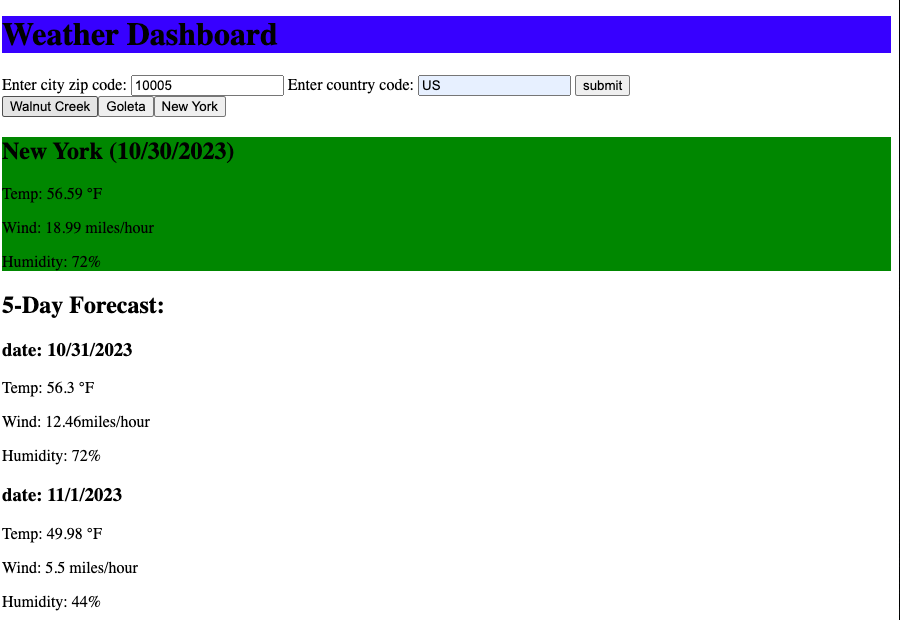 Weather Dashboard
Enter city zip code: 10005 Enter country code: US submit
Walnut Creek Goleta New York
New York (10/30/2023)
Temp: 56.59 °F
Wind: 18.99 miles/hour
Humidity: 72%
5-Day Forecast:
date: 10/31/2023
Temp: 56.3 °F
Wind: 12.46miles/hour
Humidity: 72%
date: 11/1/2023
Temp: 49.98 °F
Wind: 5.5 miles/hour
Humidity: 44%